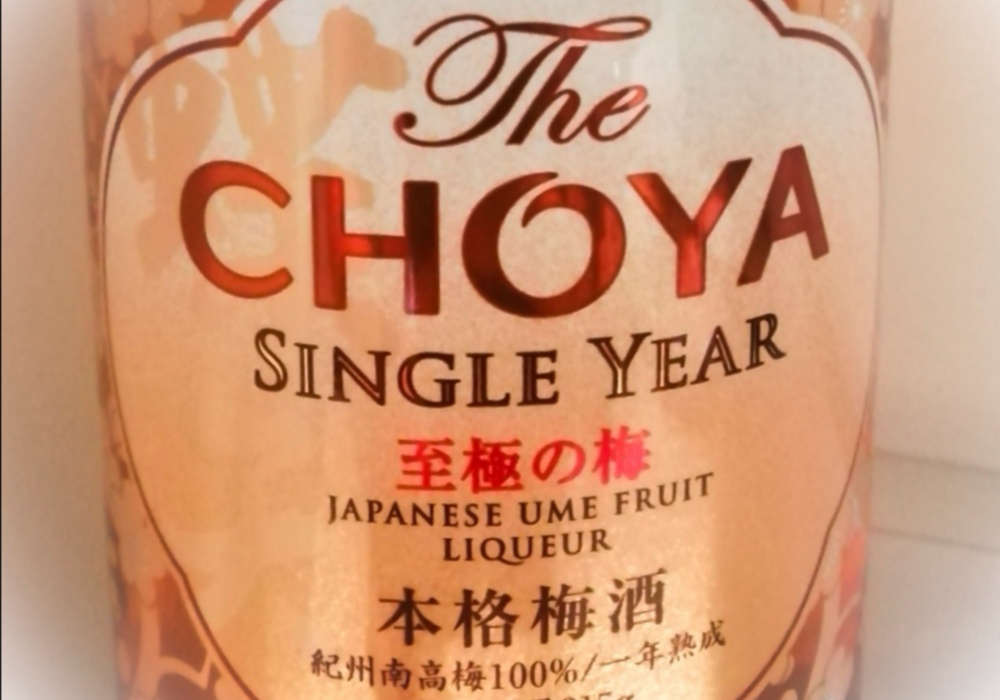 The
CHOYA
SINGLE YEAR
至極の梅
JAPANESE UME FRUIT
LIQUEUR
本格梅酒
紀州南高梅100%/一年熟成